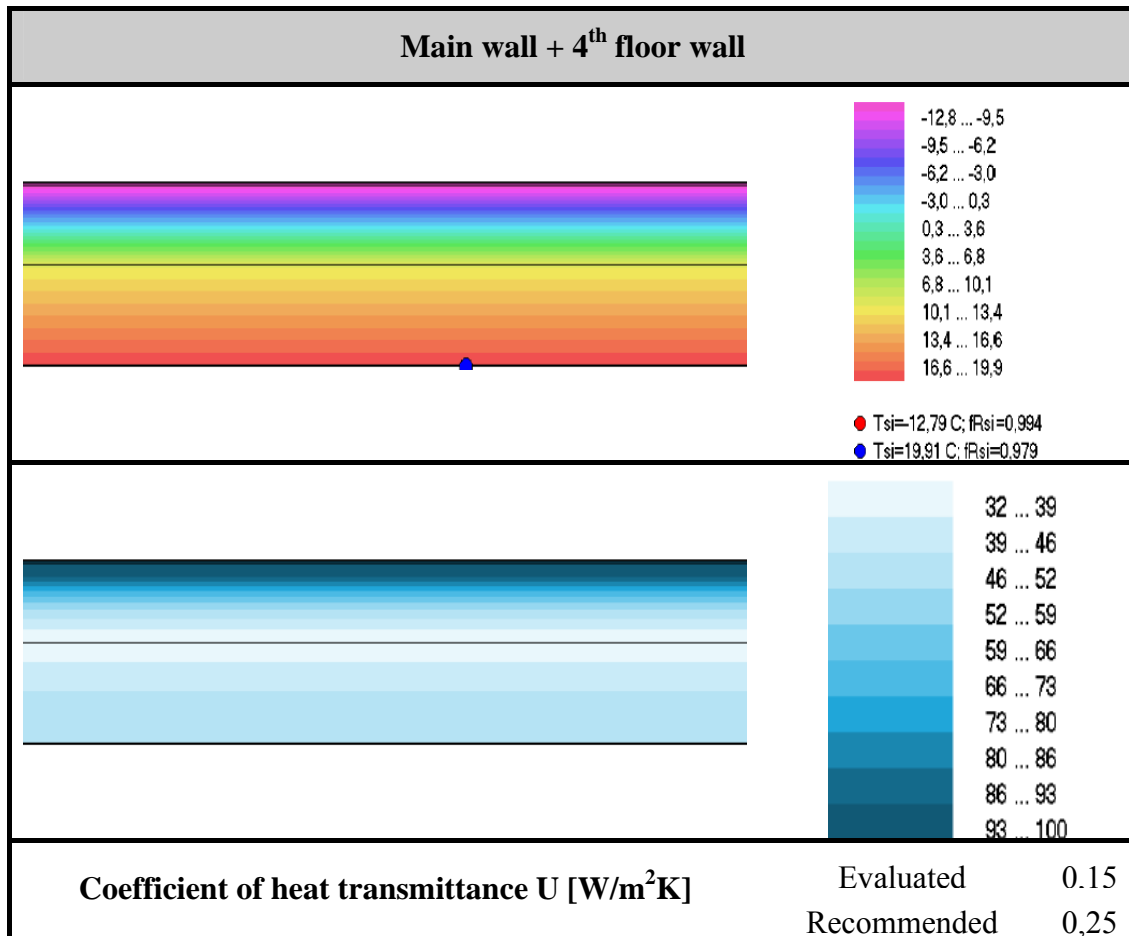 Main wall + 4th floor wall
-12,8 ... -9,5
-9,5 ... -6,2
-6,2 ... -3,0
-3,0 ... 0,3
0,3 ... 3,6
3,6 ... 6,8
6,8 ... 10,1
10,1 ... 13,4
13,4 ... 16,6
16,6 ... 19,9
Tsi=-12,79 C; fRsi=0,994
Tsi=19,91 C; fRsi=0,979
32 ... 39
39 ... 46
46 ... 52
52 ... 59
59 ... 66
66 ... 73
73 ... 80
80 ... 86
86 ... 93
93 ... 100
Coefficient of heat transmittance U [W/m²K]
Evaluated 0.15
Recommended 0,25